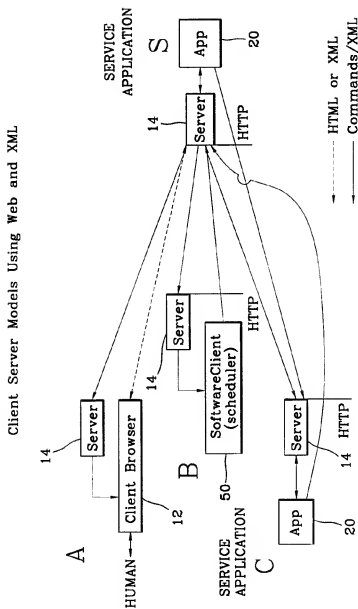 Client Server Models Using Web and XML
A
HUMAN
Client Browser
12
14
Server
B
SoftwareClient
(scheduler)
50
14
Server
HTTP
SERVICE
APPLICATION
C
App
20
Server
14
HTTP
SERVICE
APPLICATION
S
App
20
14
Server
HTTP
HTML or XML
Commands/XML